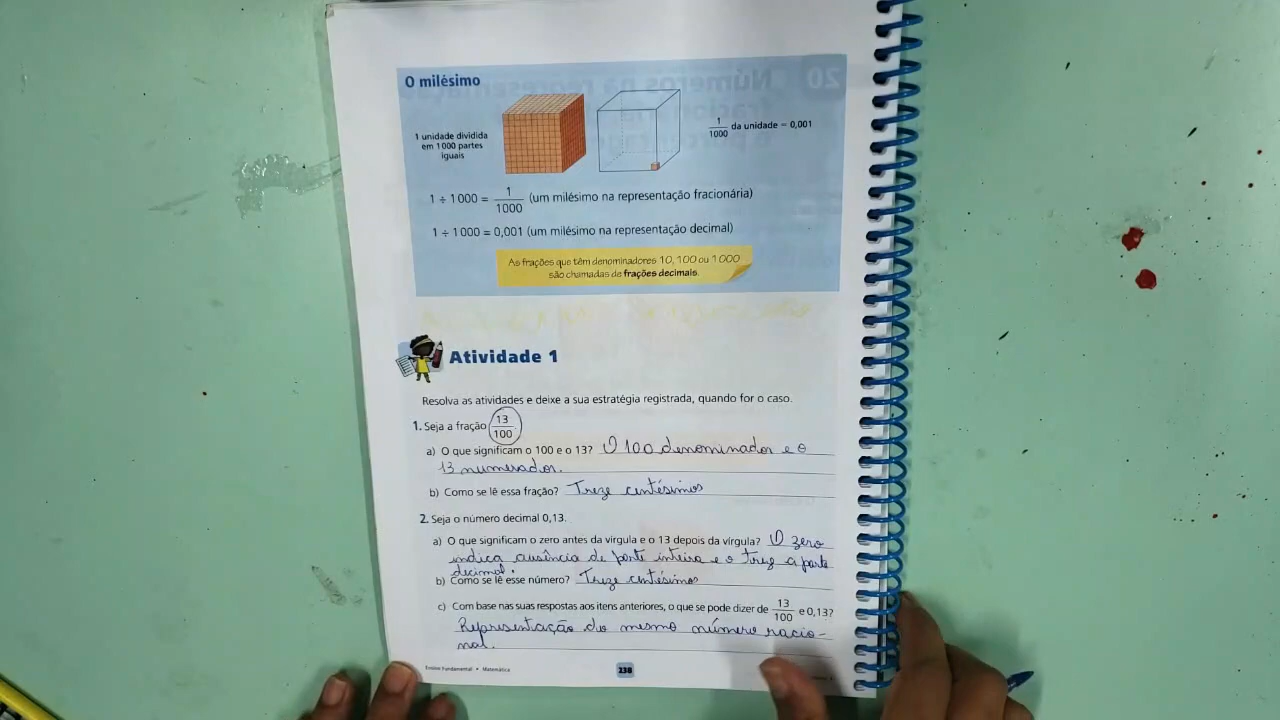 O milésimo
1 unidade dividida
em 1 000 partes
iguais
1/1000 da unidade = 0,001
1 ÷ 1 000 = 1/1000 (um milésimo na representação fracionária)
1 ÷ 1 000 = 0,001 (um milésimo na representação decimal)
As frações que têm denominadores 10, 100 ou 1 000
são chamadas de frações decimais.
Atividade 1
Resolva as atividades e deixe a sua estratégia registrada, quando for o caso.
1. Seja a fração 13/100
a) O que significam o 100 e o 13? O 100 denominador e o
13 numerador.
b) Como se lê essa fração? Treze centésimos
2. Seja o número decimal 0,13.
a) O que significam o zero antes da vírgula e o 13 depois da vírgula? O zero
indica ausência de parte inteira e o trez a parte
decimal.
b) Como se lê esse número? Treze centésimos
c) Com base nas suas respostas aos itens anteriores, o que se pode dizer de 13/100 e 0,13?
Representação do mesmo número racio-
nal.
Ensino Fundamental • Matemática
238